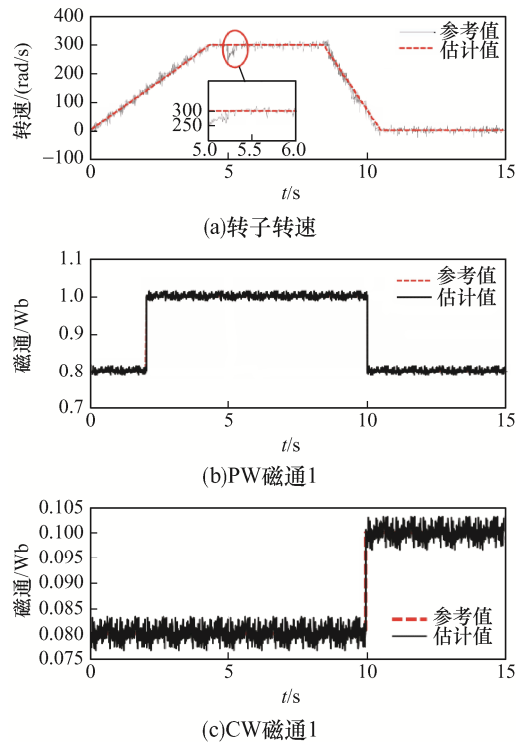 400
300
200
100
0
−100
转速/(rad/s)
参考值
估计值
300
250
5.0 5.5 6.0
0 5 10 15
t/s
(a)转子转速
1.1
1.0
0.9
0.8
0.7
磁通/Wb
参考值
估计值
0 5 10 15
t/s
(b)PW磁通1
0.105
0.100
0.095
0.090
0.085
0.080
0.075
磁通/Wb
参考值
估计值
0 5 10 15
t/s
(c)CW磁通1